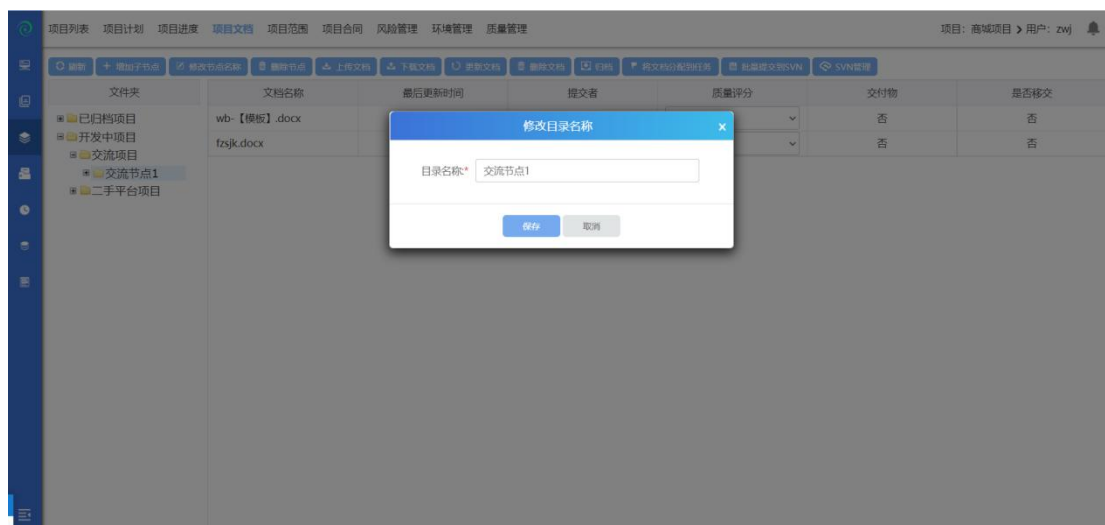 项目列表 项目计划 项目进度 项目文档 项目范围 项目合同 风险管理 环境管理 质量管理 项目：商城项目 用户：zwj
刷新 增加子节点 修改节点名称 删除节点 上传文档 下载文档 更新文档 删除文档 归档 将文档分配到任务 批量提交到SVN SVN管理
文件夹 文档名称 最后更新时间 提交者 质量评分 交付物 是否移交
已归档项目 wb-【模板】.docx 否 否
开发中项目 fzsjk.docx 否 否
交流项目
交流节点1
二手平台项目
修改目录名称 x
目录名称:* 交流节点1
保存 取消